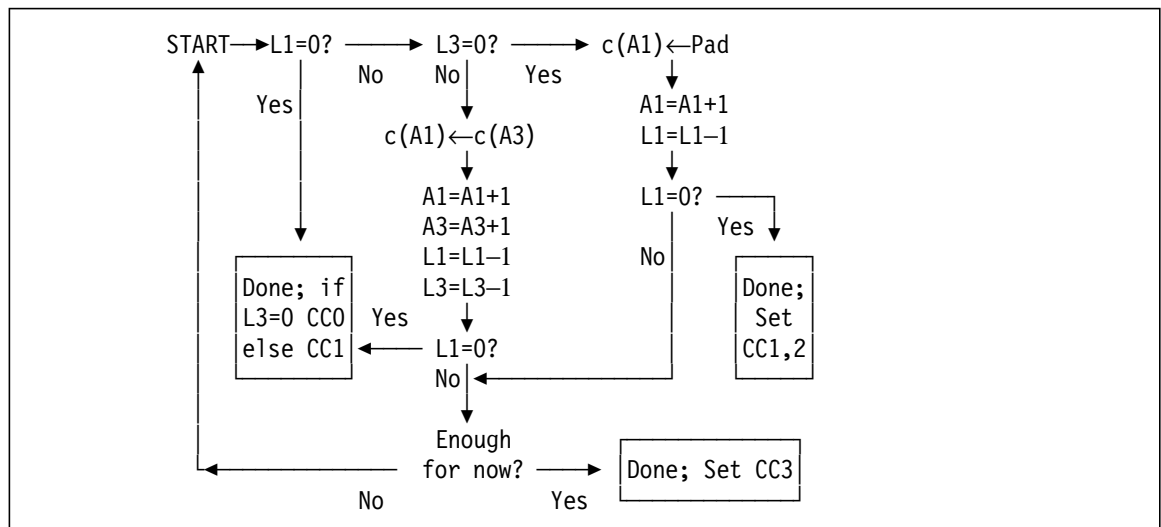 START L1=0? L3=0? c(A1)←Pad
No No Yes
Yes A1=A1+1
c(A1)←c(A3) L1=L1−1
A1=A1+1 L1=0?
A3=A3+1 Yes
L1=L1−1 No
Done; if L3=L3−1 Done;
L3=0 CC0 Yes Set
else CC1 L1=0? CC1,2
No
Enough
for now? Done; Set CC3
No Yes